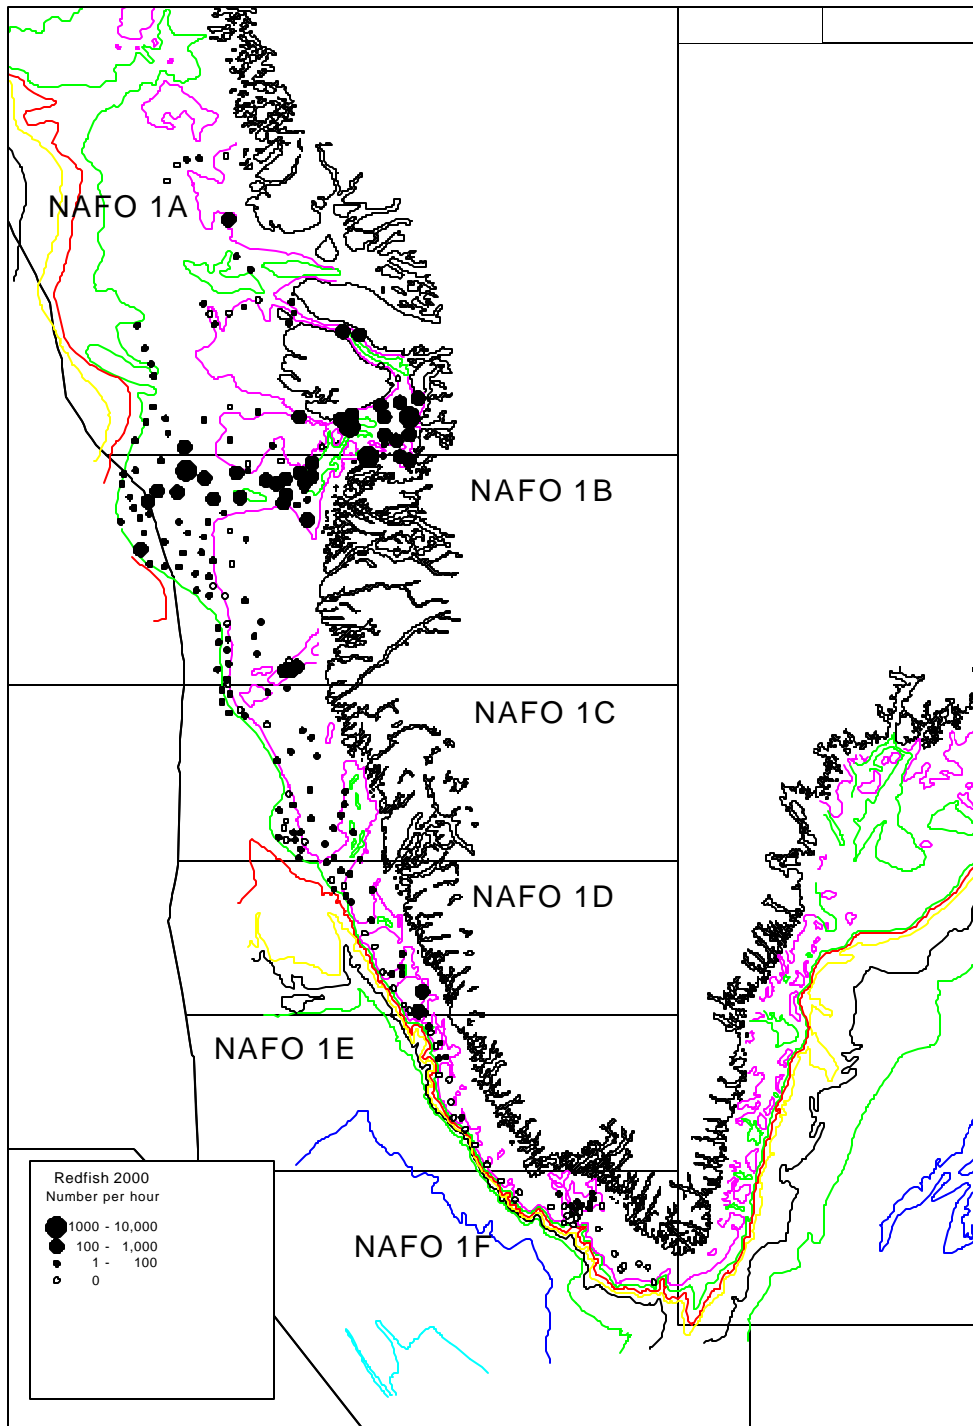 NAFO 1A
NAFO 1B
NAFO 1C
NAFO 1D
NAFO 1E
NAFO 1F
Redfish 2000
Number per hour
1000 - 10,000
100 - 1,000
1 - 100
0